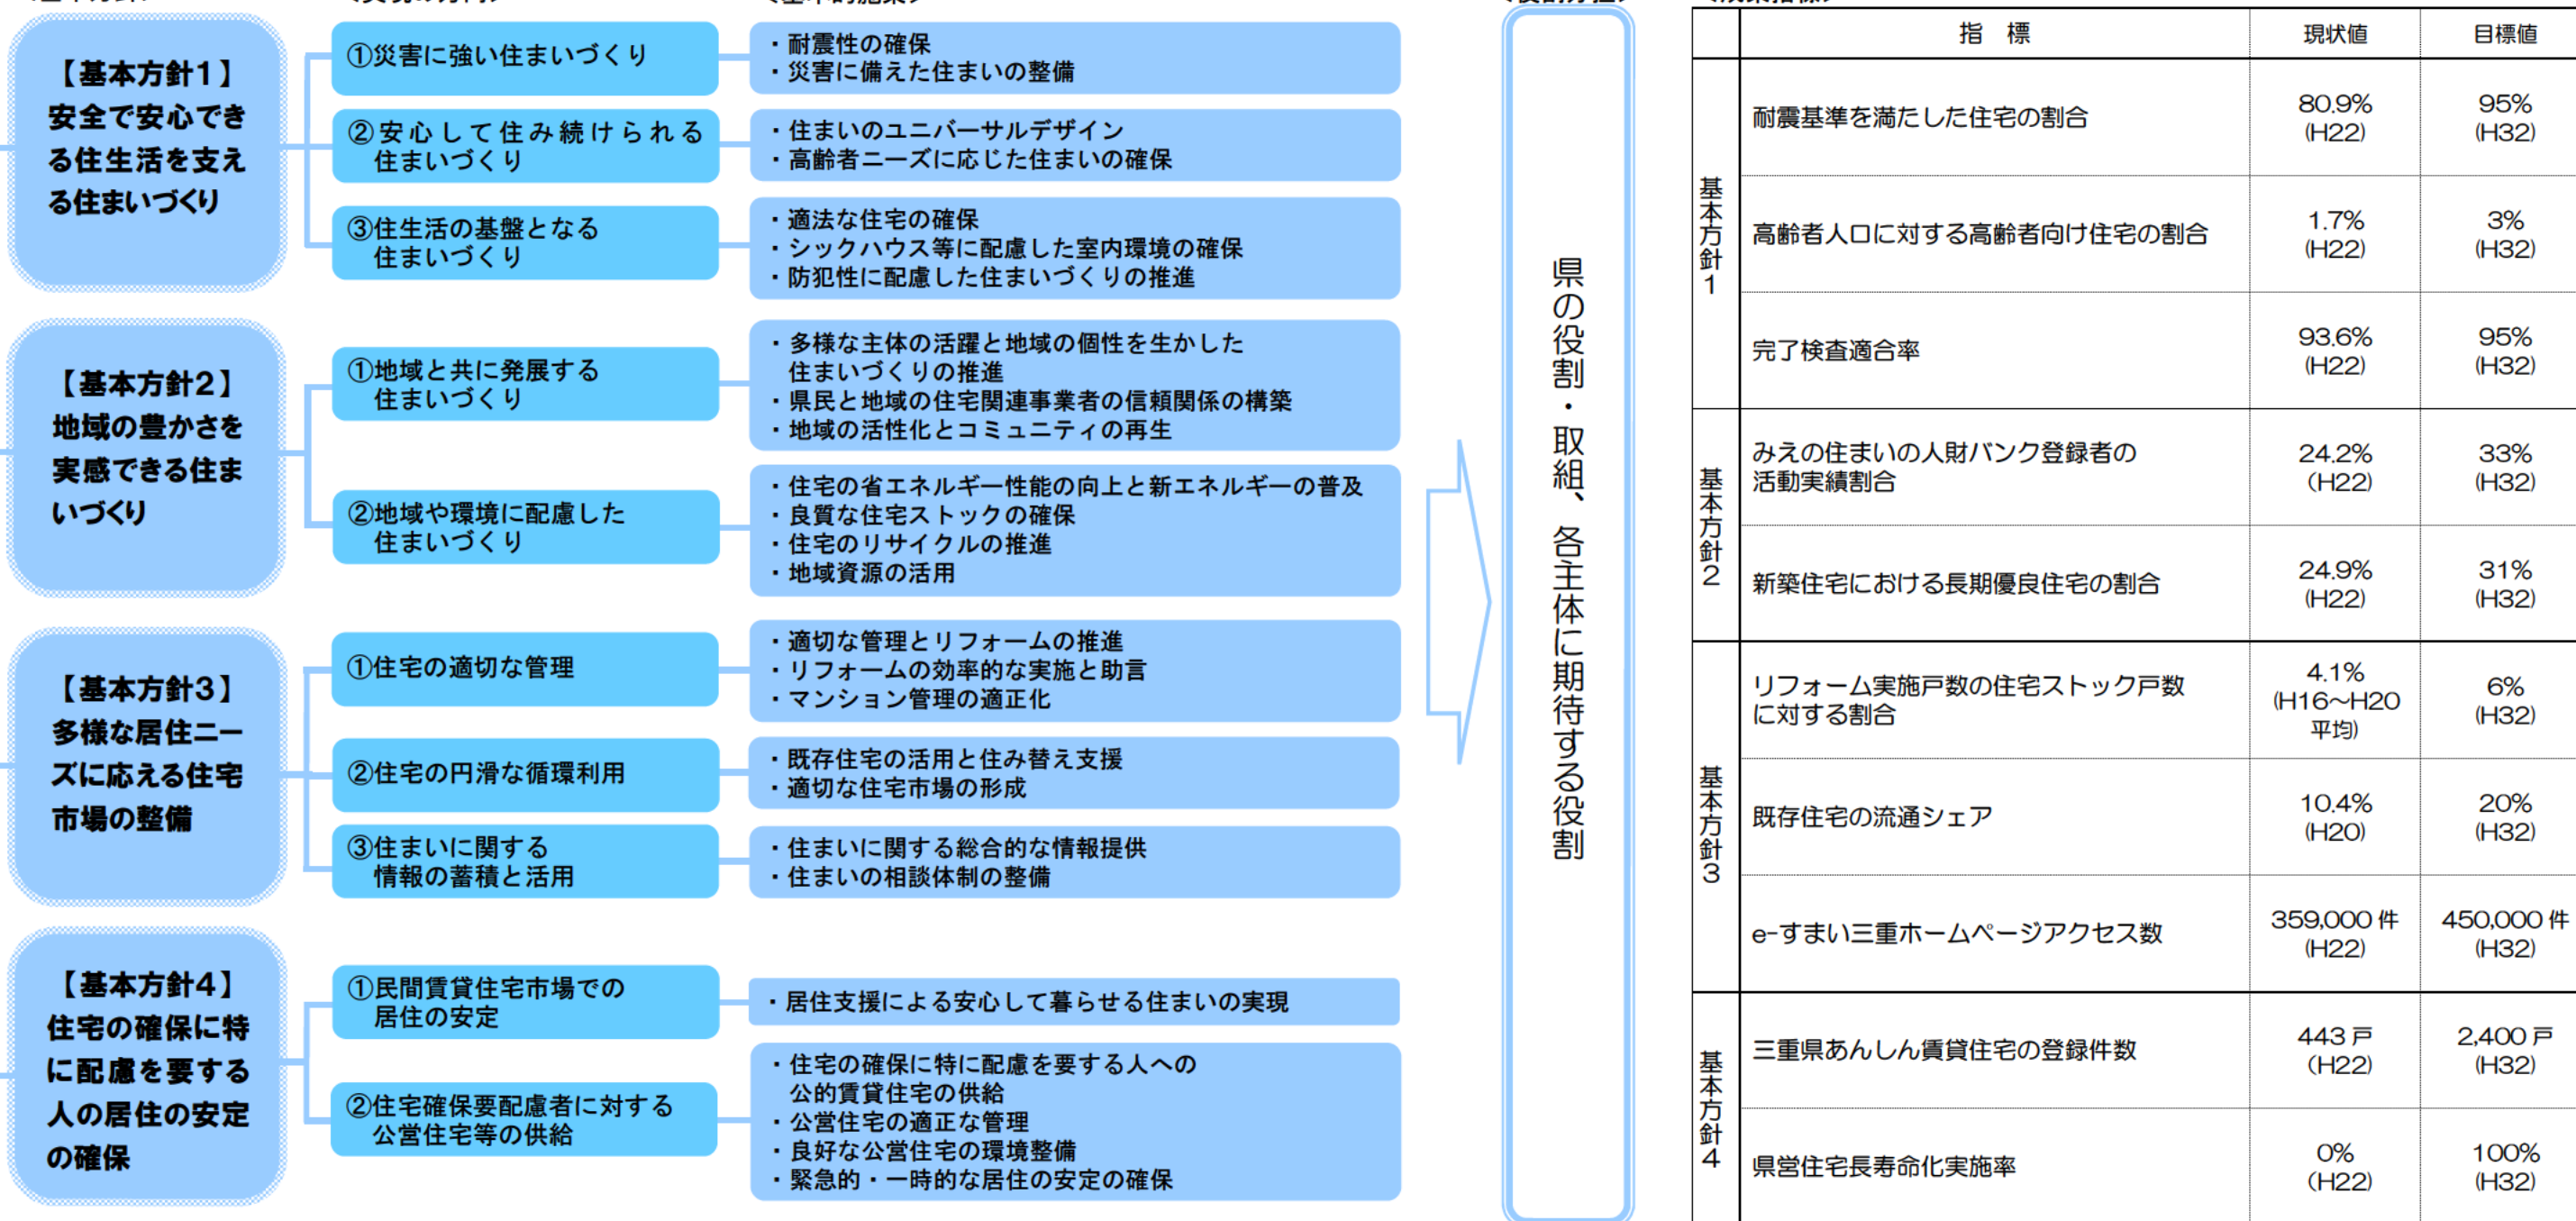 【基本方針1】
安全で安心でき
る住生活を支え
る住まいづくり
①災害に強い住まいづくり
・耐震性の確保
・災害に備えた住まいの整備
②安心して住み続けられる
住まいづくり
・住まいのユニバーサルデザイン
・高齢者ニーズに応じた住まいの確保
③住生活の基盤となる
住まいづくり
・適法な住宅の確保
・シックハウス等に配慮した室内環境の確保
・防犯性に配慮した住まいづくりの推進
【基本方針2】
地域の豊かさを
実感できる住ま
いづくり
①地域と共に発展する
住まいづくり
・多様な主体の活躍と地域の個性を生かした
住まいづくりの推進
・県民と地域の住宅関連事業者の信頼関係の構築
・地域の活性化とコミュニティの再生
②地域や環境に配慮した
住まいづくり
・住宅の省エネルギー性能の向上と新エネルギーの普及
・良質な住宅ストックの確保
・住宅のリサイクルの推進
・地域資源の活用
【基本方針3】
多様な居住ニー
ズに応える住宅
市場の整備
①住宅の適切な管理
・適切な管理とリフォームの推進
・リフォームの効率的な実施と助言
・マンション管理の適正化
②住宅の円滑な循環利用
・既存住宅の活用と住み替え支援
・適切な住宅市場の形成
③住まいに関する
情報の蓄積と活用
・住まいに関する総合的な情報提供
・住まいの相談体制の整備
【基本方針4】
住宅の確保に特
に配慮を要する
人の居住の安定
の確保
①民間賃貸住宅市場での
居住の安定
・居住支援による安心して暮らせる住まいの実現
②住宅確保要配慮者に対する
公営住宅等の供給
・住宅の確保に特に配慮を要する人への
公的賃貸住宅の供給
・公営住宅の適正な管理
・良好な公営住宅の環境整備
・緊急的・一時的な居住の安定の確保
県の役割・取組、各主体に期待する役割
指 標 現状値 目標値
基本方針1
耐震基準を満たした住宅の割合 80.9% 95%
(H22) (H32)
高齢者人口に対する高齢者向け住宅の割合 1.7% 3%
(H22) (H32)
完了検査適合率 93.6% 95%
(H22) (H32)
基本方針2
みえの住まいの人財バンク登録者の 24.2% 33%
活動実績割合 (H22) (H32)
新築住宅における長期優良住宅の割合 24.9% 31%
(H22) (H32)
基本方針3
リフォーム実施戸数の住宅ストック戸数
に対する割合
4.1%
(H16~H20
平均)
6%
(H32)
既存住宅の流通シェア 10.4% 20%
(H20) (H32)
e-すまい三重ホームページアクセス数 359,000件 450,000件
(H22) (H32)
基本方針4
三重県あんしん賃貸住宅の登録件数 443戸 2,400戸
(H22) (H32)
県営住宅長寿命化実施率 0% 100%
(H22) (H32)